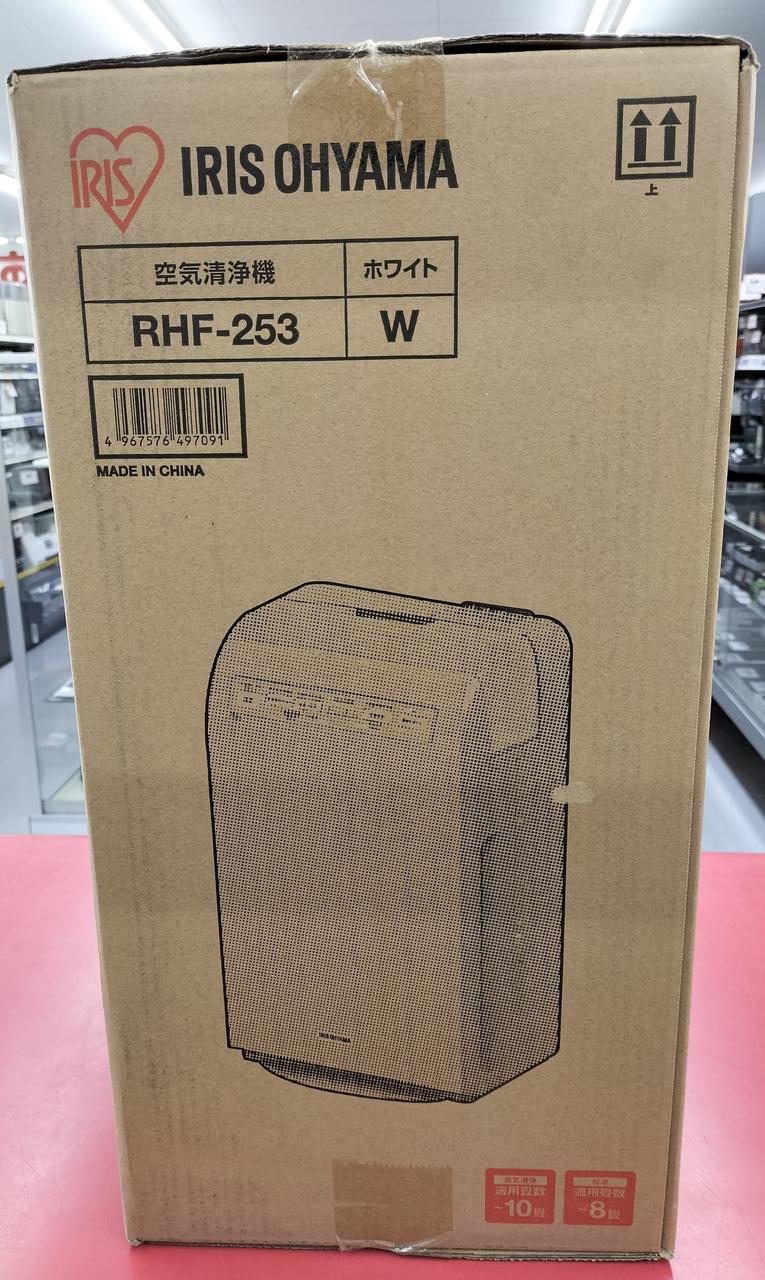 IRIS
IRIS OHYAMA
上
空気清浄機 ホワイト
RHF-253 W
4 967576 497091
MADE IN CHINA
IRIS OHYAMA
空気清浄 加湿
適用畳数 適用畳数
~10畳 ~8畳